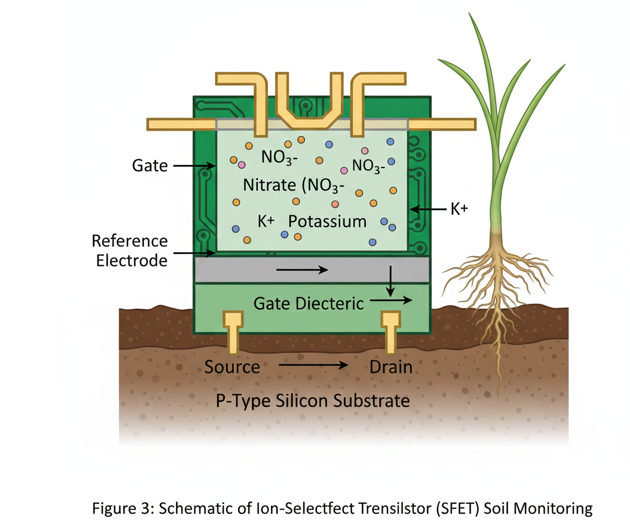 NO3-
NO3-
Gate
Nitrate (NO3-
K+
K+ Potassium
Reference
Electrode
Gate Diecteric
Source
Drain
P-Type Silicon Substrate
Figure 3: Schematic of Ion-Selectfect Trensilstor (SFET) Soil Monitoring